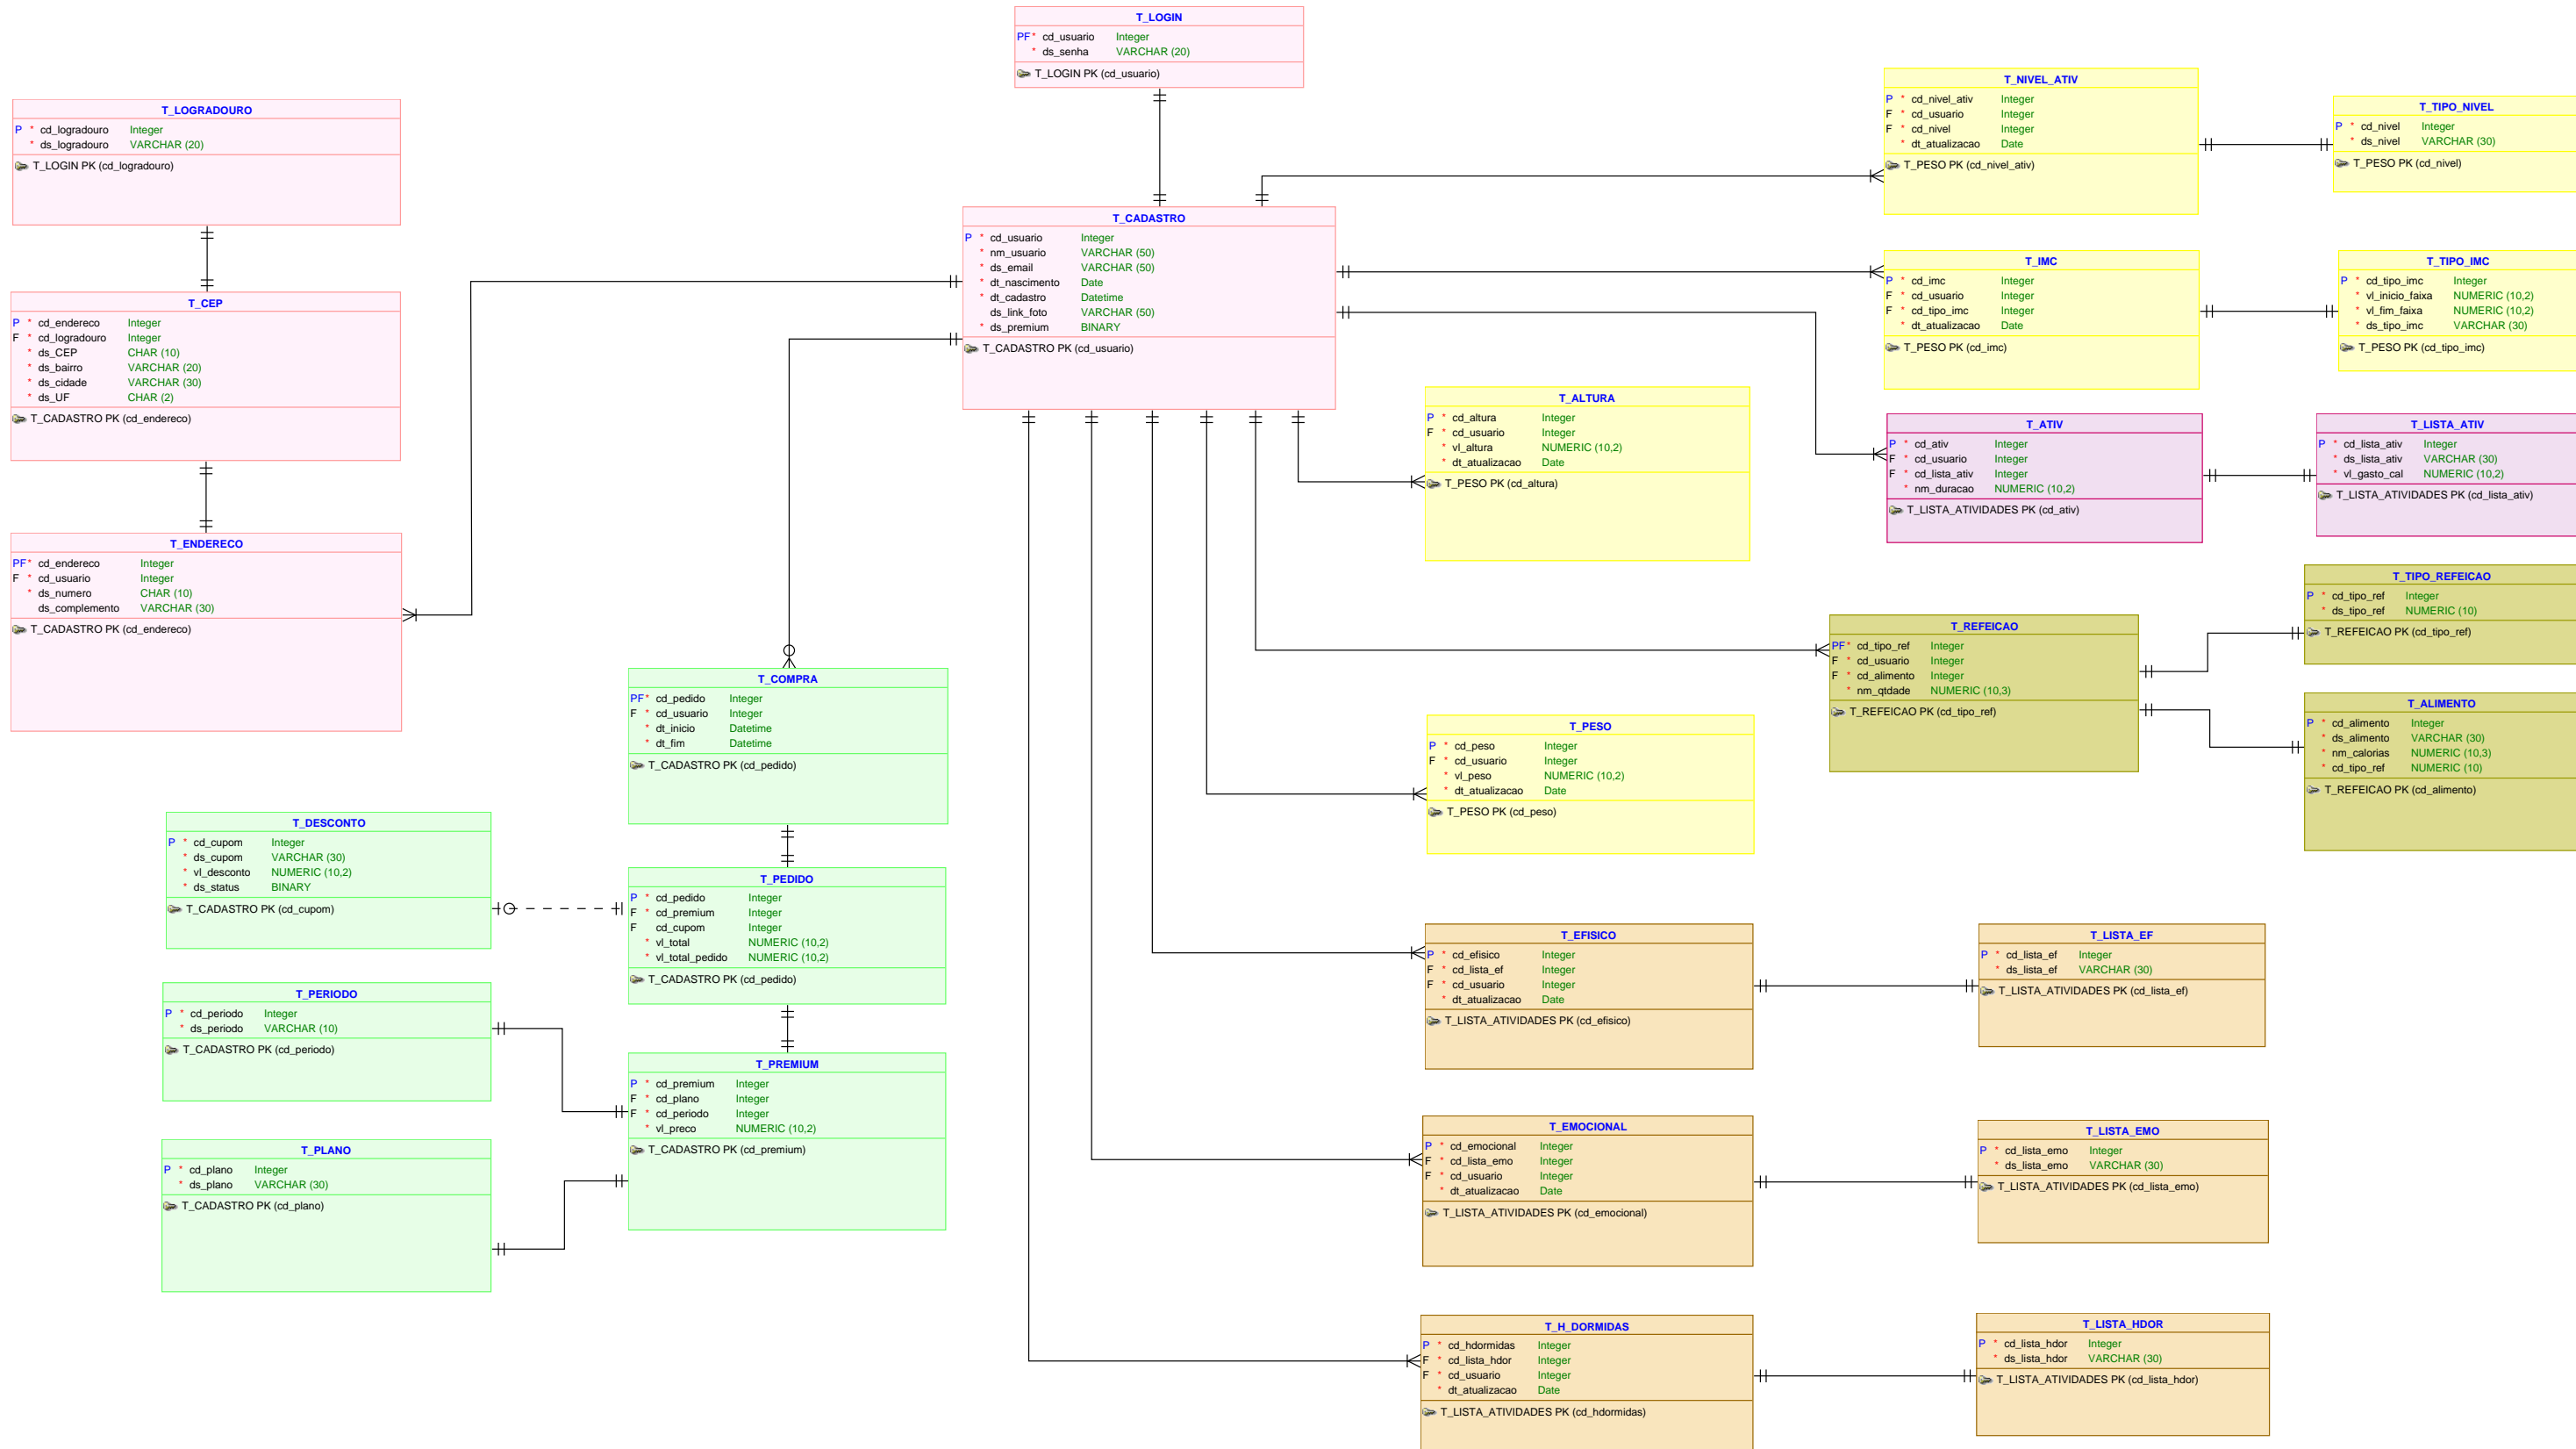 T_LOGIN
PF* cd_usuario Integer
* ds_senha VARCHAR (20)
T_LOGIN PK (cd_usuario)
T_LOGRADOURO
P * cd_logradouro Integer
* ds_logradouro VARCHAR (20)
T_LOGIN PK (cd_logradouro)
T_CEP
P * cd_endereco Integer
F * cd_logradouro Integer
* ds_CEP CHAR (10)
* ds_bairro VARCHAR (20)
* ds_cidade VARCHAR (30)
* ds_UF CHAR (2)
T_CADASTRO PK (cd_endereco)
T_ENDERECO
PF* cd_endereco Integer
F * cd_usuario Integer
* ds_numero CHAR (10)
ds_complemento VARCHAR (30)
T_CADASTRO PK (cd_endereco)
T_CADASTRO
P * cd_usuario Integer
* nm_usuario VARCHAR (50)
* ds_email VARCHAR (50)
* dt_nascimento Date
* dt_cadastro Datetime
ds_link_foto VARCHAR (50)
* ds_premium BINARY
T_CADASTRO PK (cd_usuario)
T_COMPRA
PF* cd_pedido Integer
F * cd_usuario Integer
* dt_inicio Datetime
* dt_fim Datetime
T_CADASTRO PK (cd_pedido)
T_DESCONTO
P * cd_cupom Integer
* ds_cupom VARCHAR (30)
* vl_desconto NUMERIC (10,2)
* ds_status BINARY
T_CADASTRO PK (cd_cupom)
T_PEDIDO
P * cd_pedido Integer
F * cd_premium Integer
F cd_cupom Integer
* vl_total NUMERIC (10,2)
* vl_total_pedido NUMERIC (10,2)
T_CADASTRO PK (cd_pedido)
T_PERIODO
P * cd_periodo Integer
* ds_periodo VARCHAR (10)
T_CADASTRO PK (cd_periodo)
T_PREMIUM
P * cd_premium Integer
F * cd_plano Integer
F * cd_periodo Integer
* vl_preco NUMERIC (10,2)
T_CADASTRO PK (cd_premium)
T_PLANO
P * cd_plano Integer
* ds_plano VARCHAR (30)
T_CADASTRO PK (cd_plano)
T_NIVEL_ATIV
P * cd_nivel_ativ Integer
F * cd_usuario Integer
F * cd_nivel Integer
* dt_atualizacao Date
T_PESO PK (cd_nivel_ativ)
T_TIPO_NIVEL
P * cd_nivel Integer
* ds_nivel VARCHAR (30)
T_PESO PK (cd_nivel)
T_IMC
P * cd_imc Integer
F * cd_usuario Integer
F * cd_tipo_imc Integer
* dt_atualizacao Date
T_PESO PK (cd_imc)
T_TIPO_IMC
P * cd_tipo_imc Integer
* vl_inicio_faixa NUMERIC (10,2)
* vl_fim_faixa NUMERIC (10,2)
* ds_tipo_imc VARCHAR (30)
T_PESO PK (cd_tipo_imc)
T_ALTURA
P * cd_altura Integer
F * cd_usuario Integer
* vl_altura NUMERIC (10,2)
* dt_atualizacao Date
T_PESO PK (cd_altura)
T_ATIV
P * cd_ativ Integer
F * cd_usuario Integer
F * cd_lista_ativ Integer
* nm_duracao NUMERIC (10,2)
T_LISTA_ATIVIDADES PK (cd_ativ)
T_LISTA_ATIV
P * cd_lista_ativ Integer
* ds_lista_ativ VARCHAR (30)
* vl_gasto_cal NUMERIC (10,2)
T_LISTA_ATIVIDADES PK (cd_lista_ativ)
T_TIPO_REFEICAO
P * cd_tipo_ref Integer
* ds_tipo_ref NUMERIC (10)
T_REFEICAO PK (cd_tipo_ref)
T_REFEICAO
PF* cd_tipo_ref Integer
F * cd_usuario Integer
F * cd_alimento Integer
* nm_qtdade NUMERIC (10,3)
T_REFEICAO PK (cd_tipo_ref)
T_ALIMENTO
P * cd_alimento Integer
* ds_alimento VARCHAR (30)
* nm_calorias NUMERIC (10,3)
* cd_tipo_ref NUMERIC (10)
T_REFEICAO PK (cd_alimento)
T_PESO
P * cd_peso Integer
F * cd_usuario Integer
* vl_peso NUMERIC (10,2)
* dt_atualizacao Date
T_PESO PK (cd_peso)
T_EFISICO
P * cd_efisico Integer
F * cd_lista_ef Integer
F * cd_usuario Integer
* dt_atualizacao Date
T_LISTA_ATIVIDADES PK (cd_efisico)
T_LISTA_EF
P * cd_lista_ef Integer
* ds_lista_ef VARCHAR (30)
T_LISTA_ATIVIDADES PK (cd_lista_ef)
T_EMOCIONAL
P * cd_emocional Integer
F * cd_lista_emo Integer
F * cd_usuario Integer
* dt_atualizacao Date
T_LISTA_ATIVIDADES PK (cd_emocional)
T_LISTA_EMO
P * cd_lista_emo Integer
* ds_lista_emo VARCHAR (30)
T_LISTA_ATIVIDADES PK (cd_lista_emo)
T_H_DORMIDAS
P * cd_hdormidas Integer
F * cd_lista_hdor Integer
F * cd_usuario Integer
* dt_atualizacao Date
T_LISTA_ATIVIDADES PK (cd_hdormidas)
T_LISTA_HDOR
P * cd_lista_hdor Integer
* ds_lista_hdor VARCHAR (30)
T_LISTA_ATIVIDADES PK (cd_lista_hdor)